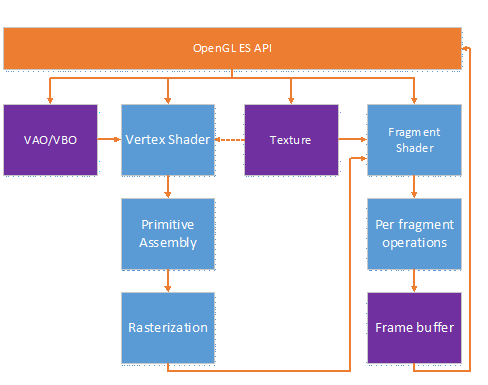 OpenGL ES API
VAO/VBO
Vertex Shader
Texture
Fragment
Shader
Primitive
Assembly
Per fragment
operations
Rasterization
Frame buffer